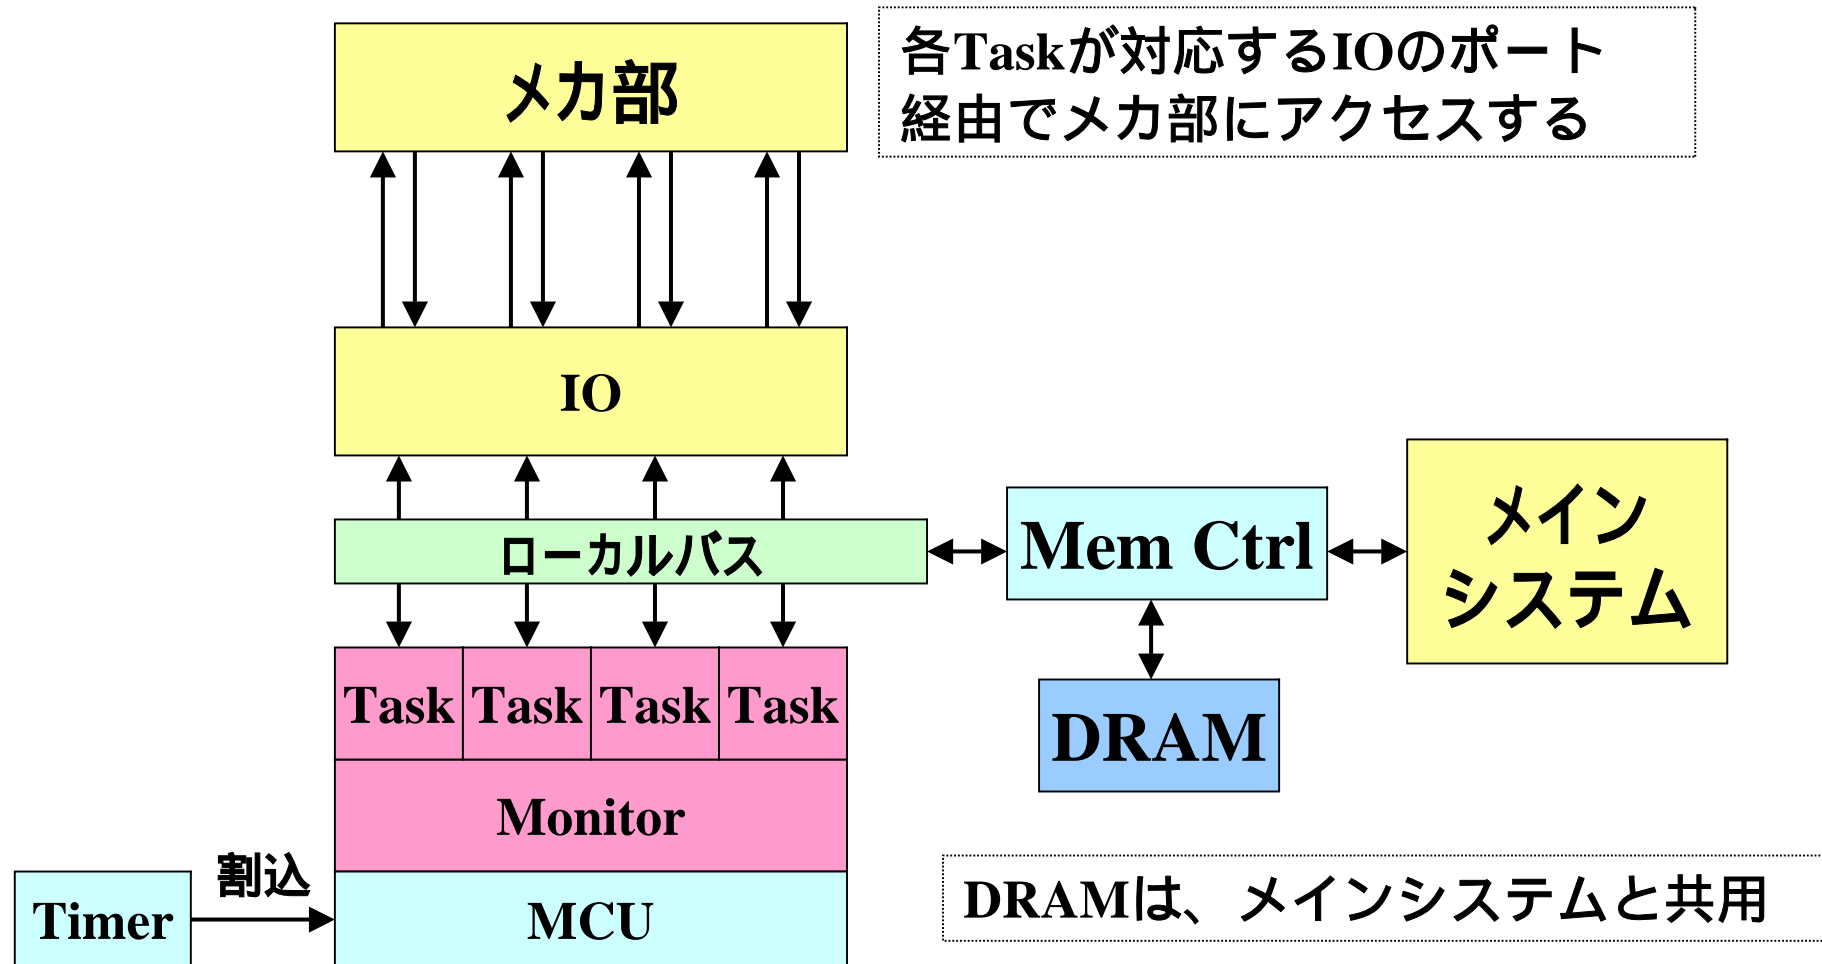 メカ部
各Taskが対応するIOのポート
経由でメカ部にアクセスする
IO
ローカルバス
Mem Ctrl
メイン
システム
Task Task Task Task
DRAM
Monitor
割込
Timer
MCU
DRAMは、メインシステムと共用